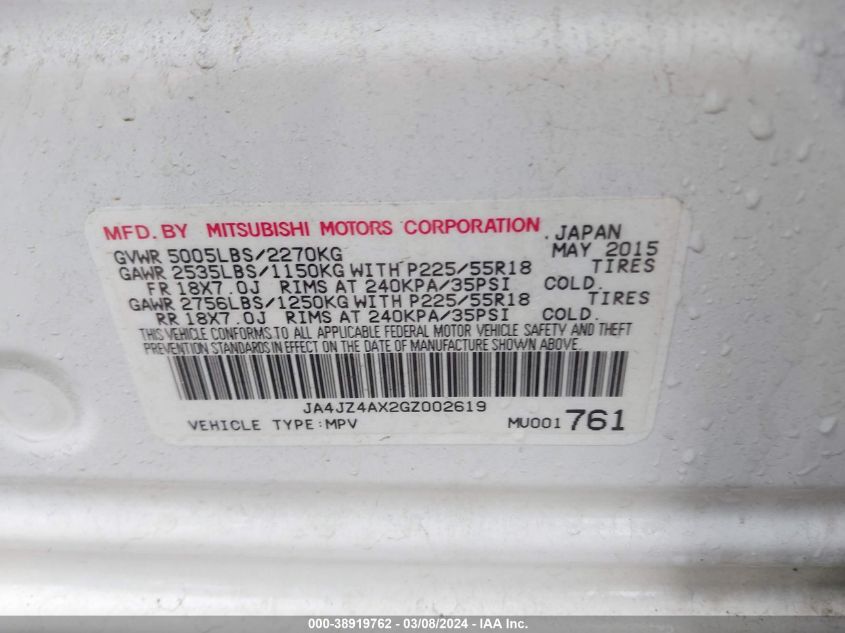 MFD. BY MITSUBISHI MOTORS CORPORATION . JAPAN
GVWR 5005LBS/2270KG MAY 2015
GAWR 2535LBS/1150KG WITH P225/55R18 TIRES
FR 18X7.0J RIMS AT 240KPA/35PSI COLD.
GAWR 2756LBS/1250KG WITH P225/55R18 TIRES
RR 18X7.0J RIMS AT 240KPA/35PSI COLD.
THIS VEHICLE CONFORMS TO ALL APPLICABLE FEDERAL MOTOR VEHICLE SAFETY AND THEFT
PREVENTION STANDARDS IN EFFECT ON THE DATE OF MANUFACTURE SHOWN ABOVE.
JA4JZ4AX2GZ002619
VEHICLE TYPE:MPV MU001761
000-38919762 - 03/08/2024 - IAA Inc.